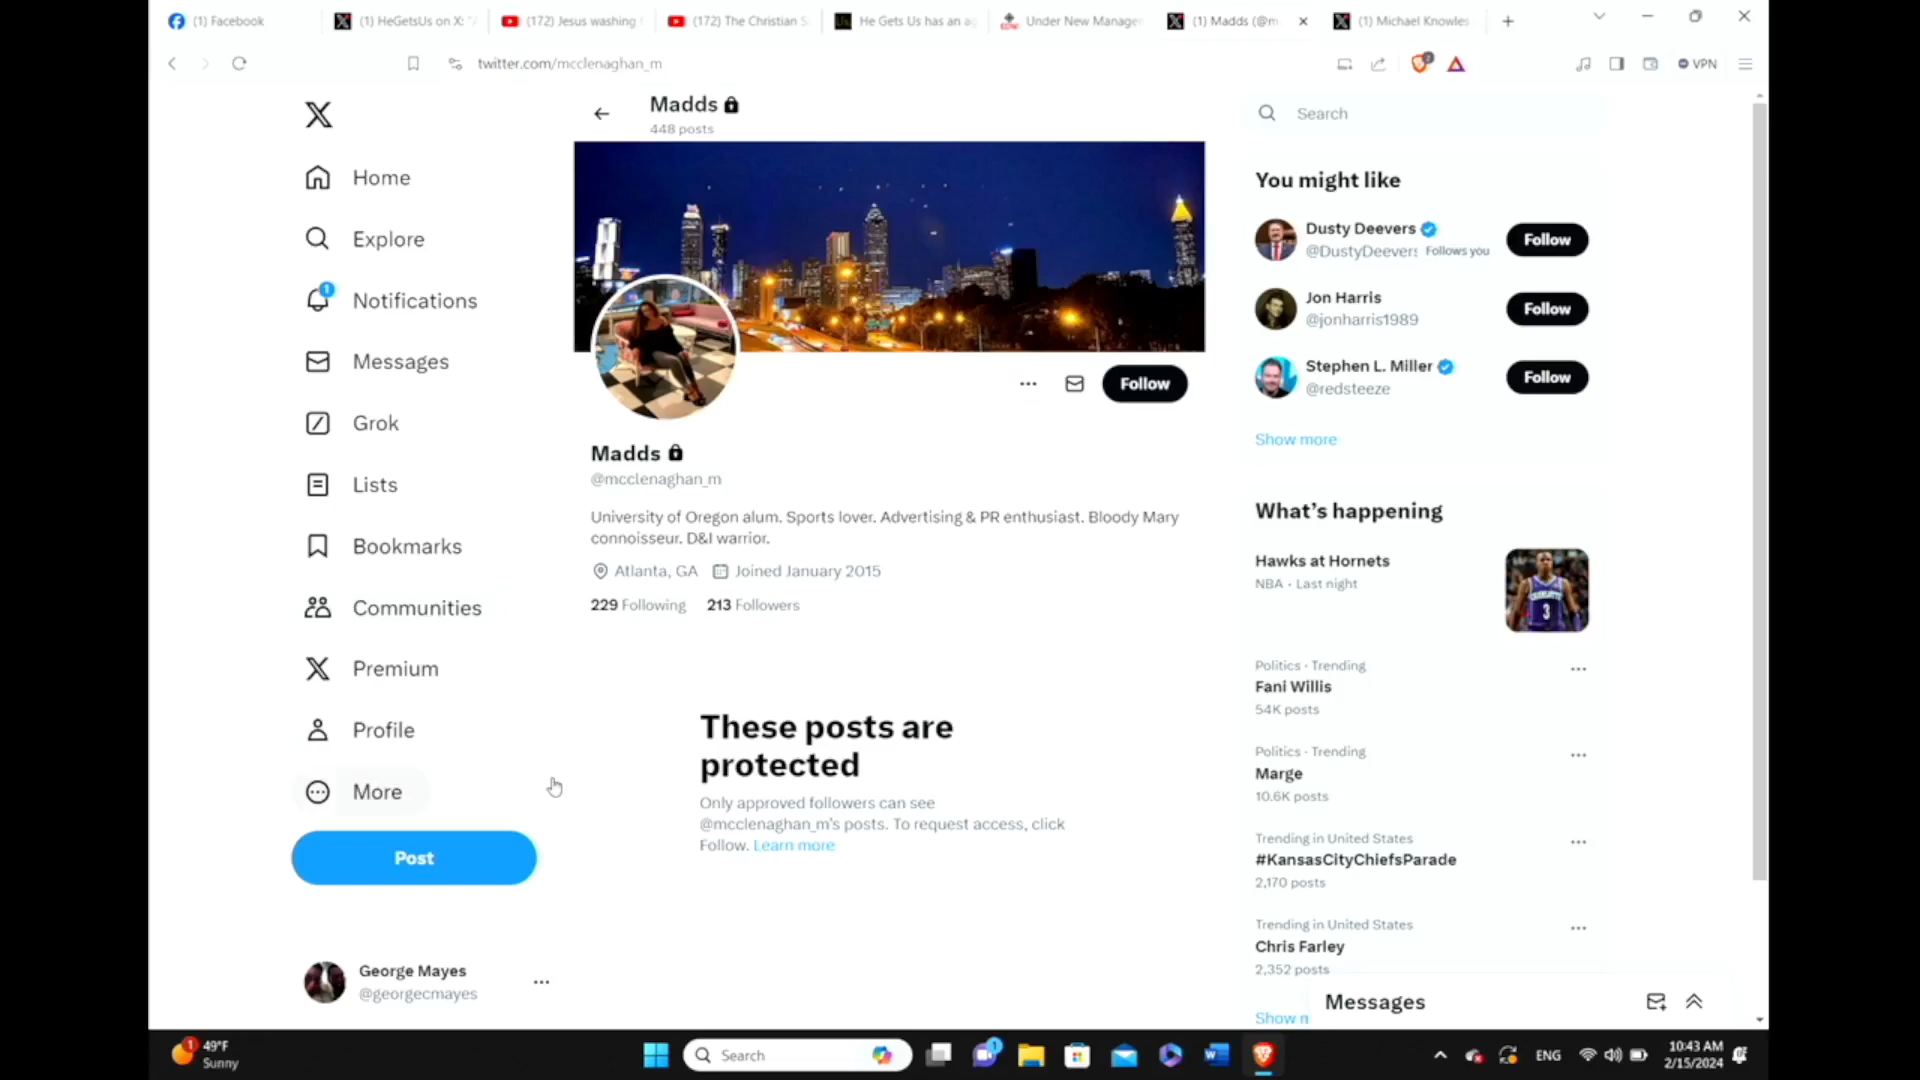 (1) Facebook
(1) HeGetsUs on X: "
(172) Jesus washing
(172) The Christian S
He Gets Us has an ag
Under New Manage
(1) Madds (@m
(1) Michael Knowles
twitter.com/mcclenaghan_m
VPN
Madds
448 posts
Search
Home
Explore
1
Notifications
Messages
Grok
Lists
Bookmarks
Communities
Premium
Profile
More
Post
George Mayes
@georgecmayes
Follow
Madds
@mcclenaghan_m
University of Oregon alum. Sports lover. Advertising & PR enthusiast. Bloody Mary
connoisseur. D&I warrior.
Atlanta, GA Joined January 2015
229 Following 213 Followers
These posts are
protected
Only approved followers can see
@mcclenaghan_m's posts. To request access, click
Follow. Learn more
You might like
Dusty Deevers
@DustyDeevers Follows you
Follow
Jon Harris
@jonharris1989
Follow
Stephen L. Miller
@redsteeze
Follow
Show more
What's happening
Hawks at Hornets
NBA · Last night
CHARLOTTE
3
Politics · Trending
Fani Willis
54K posts
Politics · Trending
Marge
10.6K posts
Trending in United States
#KansasCityChiefsParade
2,170 posts
Trending in United States
Chris Farley
2,352 posts
Show m
Messages
1
49°F
Sunny
Search
1
ENG
10:43 AM
2/15/2024